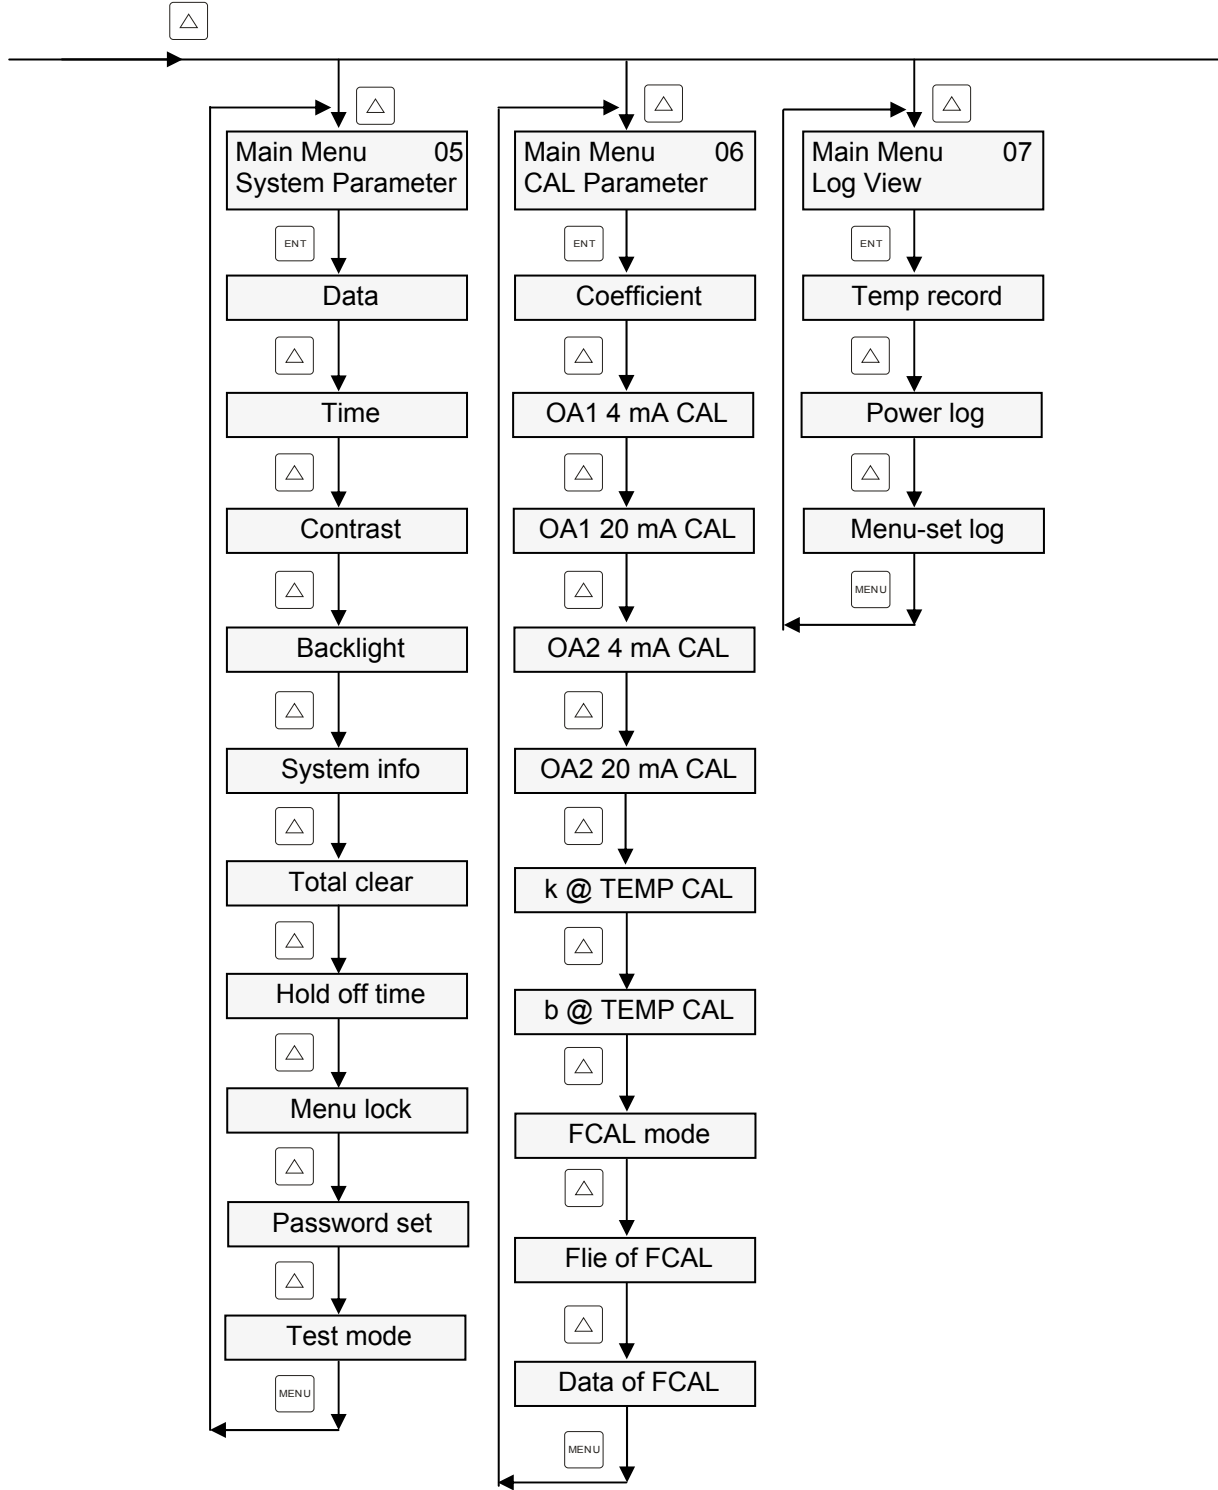 Main Menu 05
System Parameter
ENT
Data
Time
Contrast
Backlight
System info
Total clear
Hold off time
Menu lock
Password set
Test mode
MENU
Main Menu 06
CAL Parameter
ENT
Coefficient
OA1 4 mA CAL
OA1 20 mA CAL
OA2 4 mA CAL
OA2 20 mA CAL
k @ TEMP CAL
b @ TEMP CAL
FCAL mode
Flie of FCAL
Data of FCAL
MENU
Main Menu 07
Log View
ENT
Temp record
Power log
Menu-set log
MENU